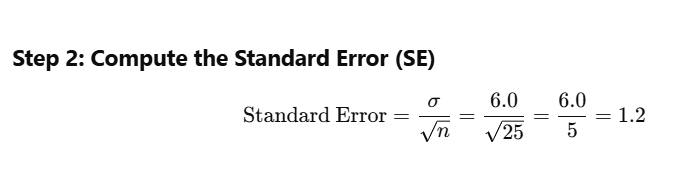 Step 2: Compute the Standard Error (SE)
Standard Error = σ/√n = 6.0/√25 = 6.0/5 = 1.2